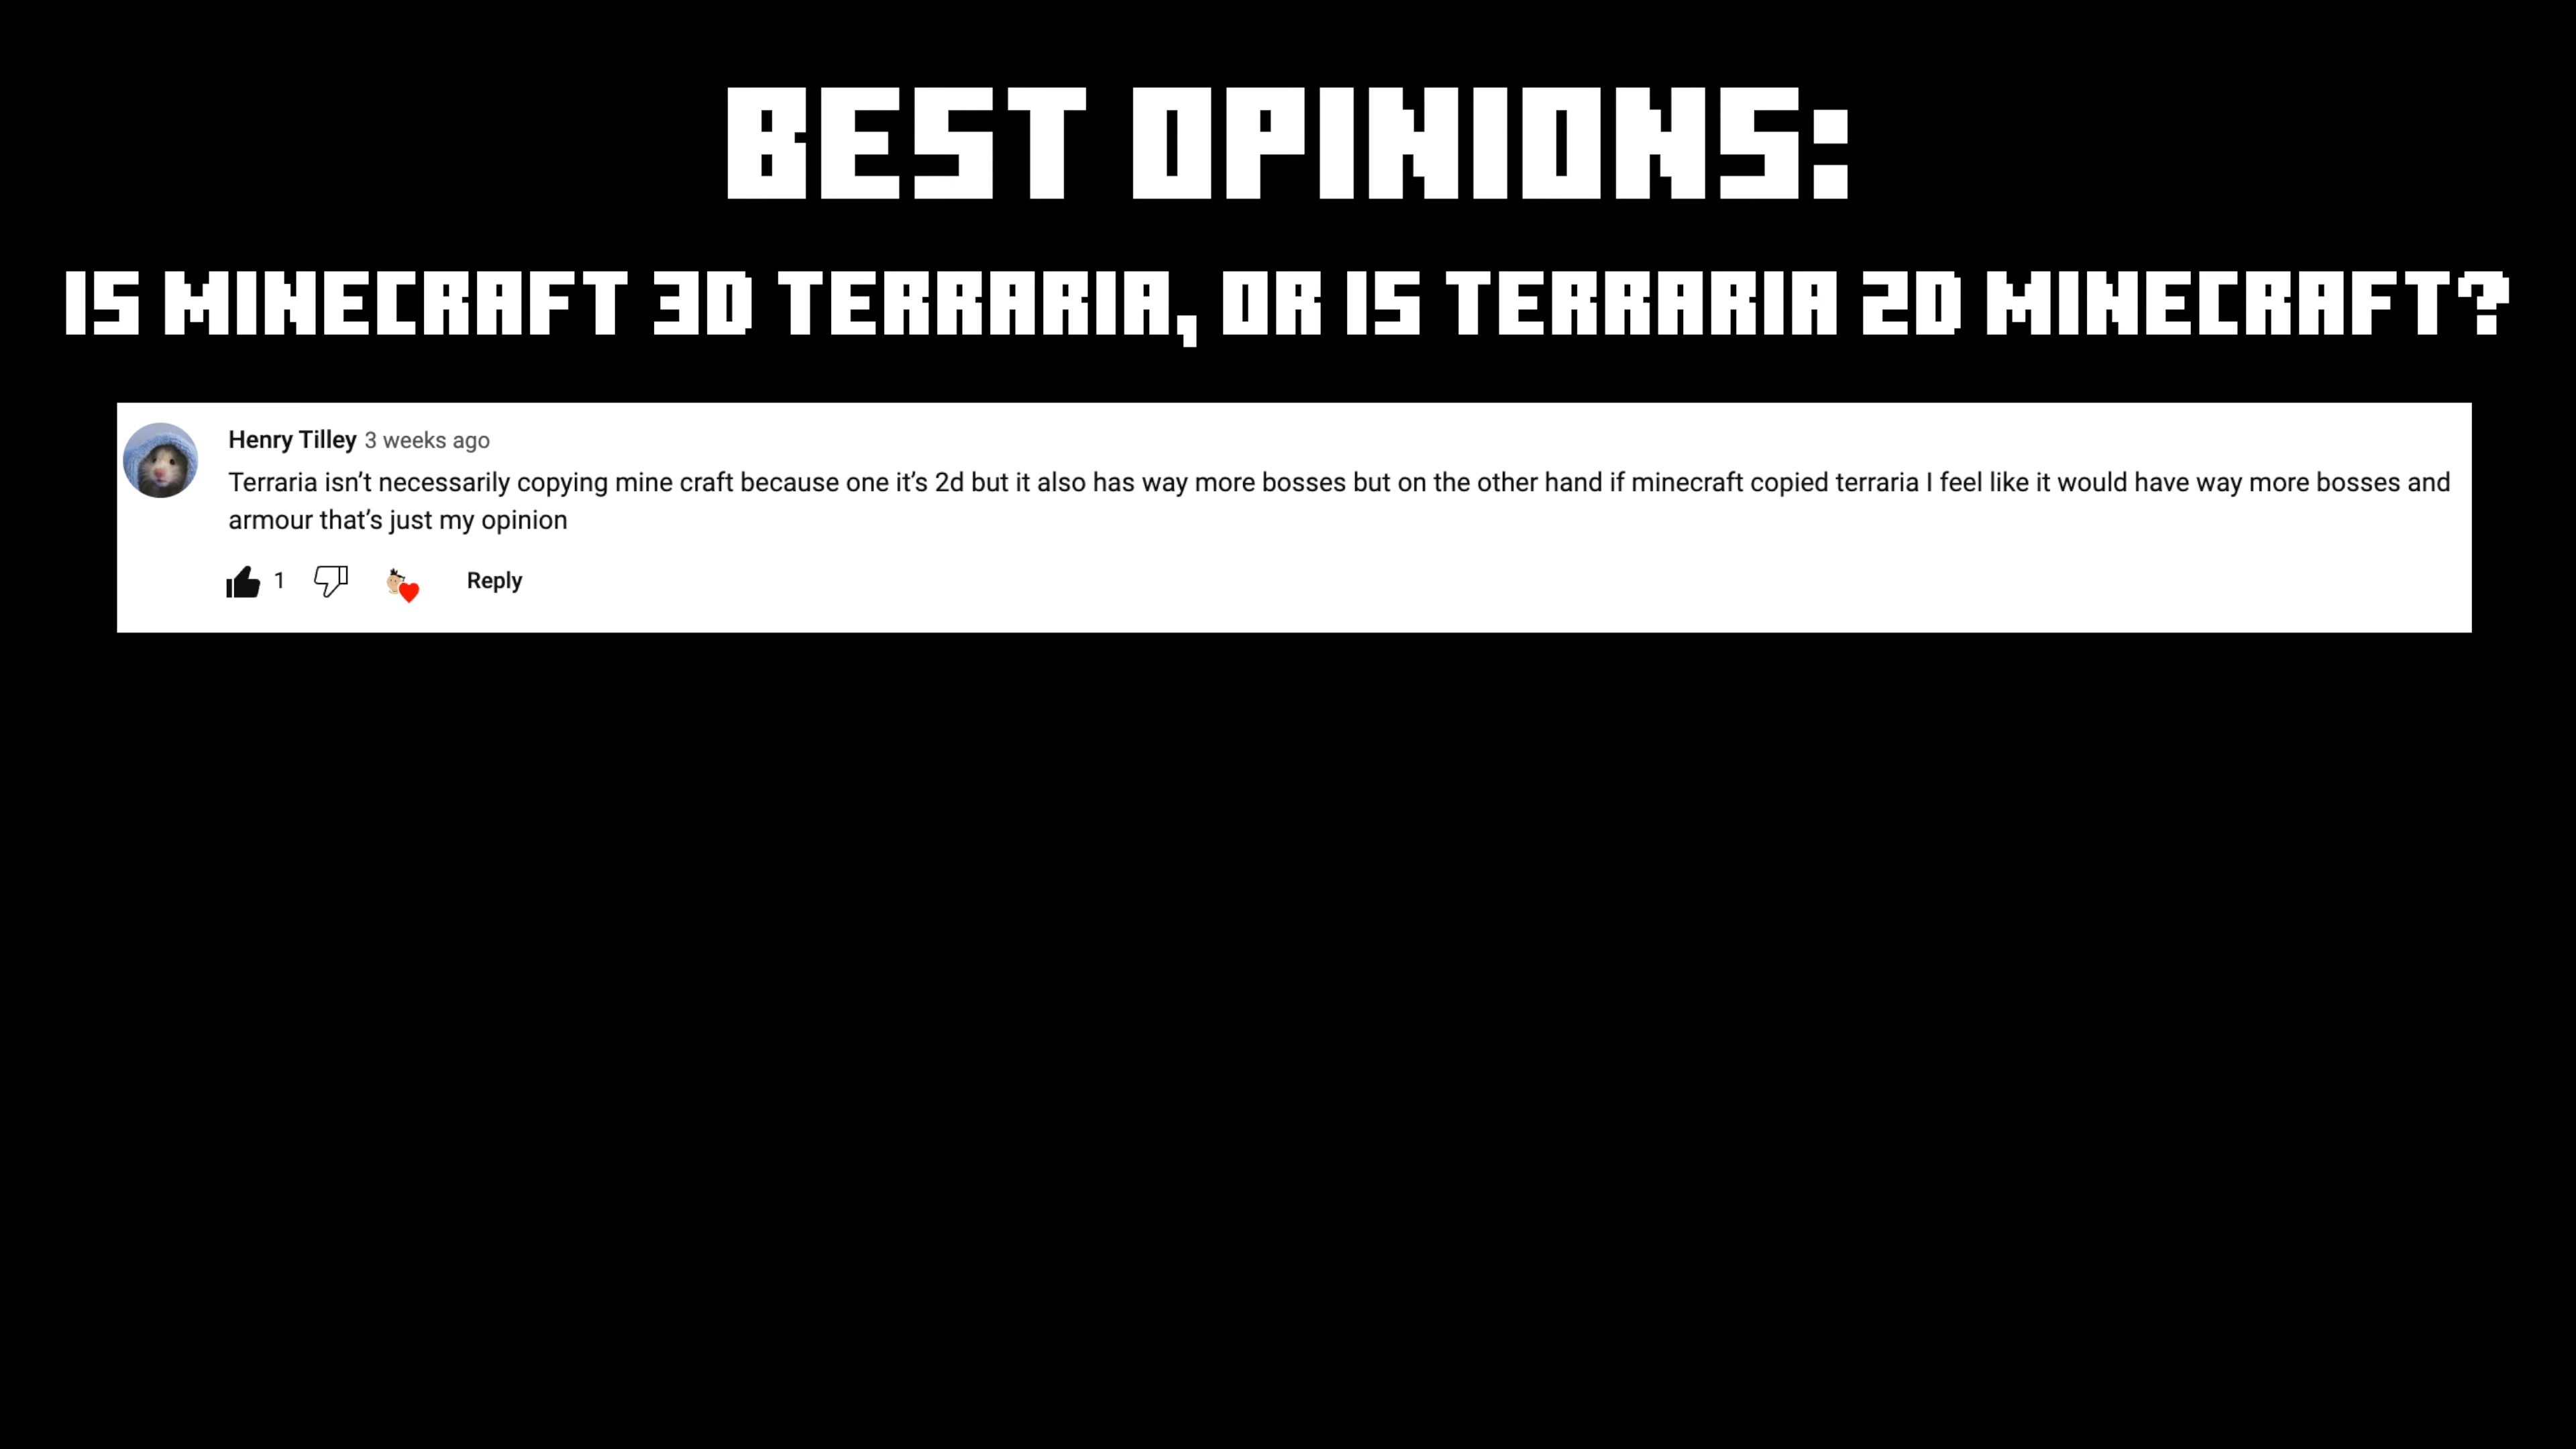 BEST OPINIONS:
IS MINECRAFT 3D TERRARIA, OR IS TERRARIA 2D MINECRAFT?
Henry Tilley 3 weeks ago
Terraria isn't necessarily copying mine craft because one it's 2d but it also has way more bosses but on the other hand if minecraft copied terraria I feel like it would have way more bosses and
armour that's just my opinion
1 Reply